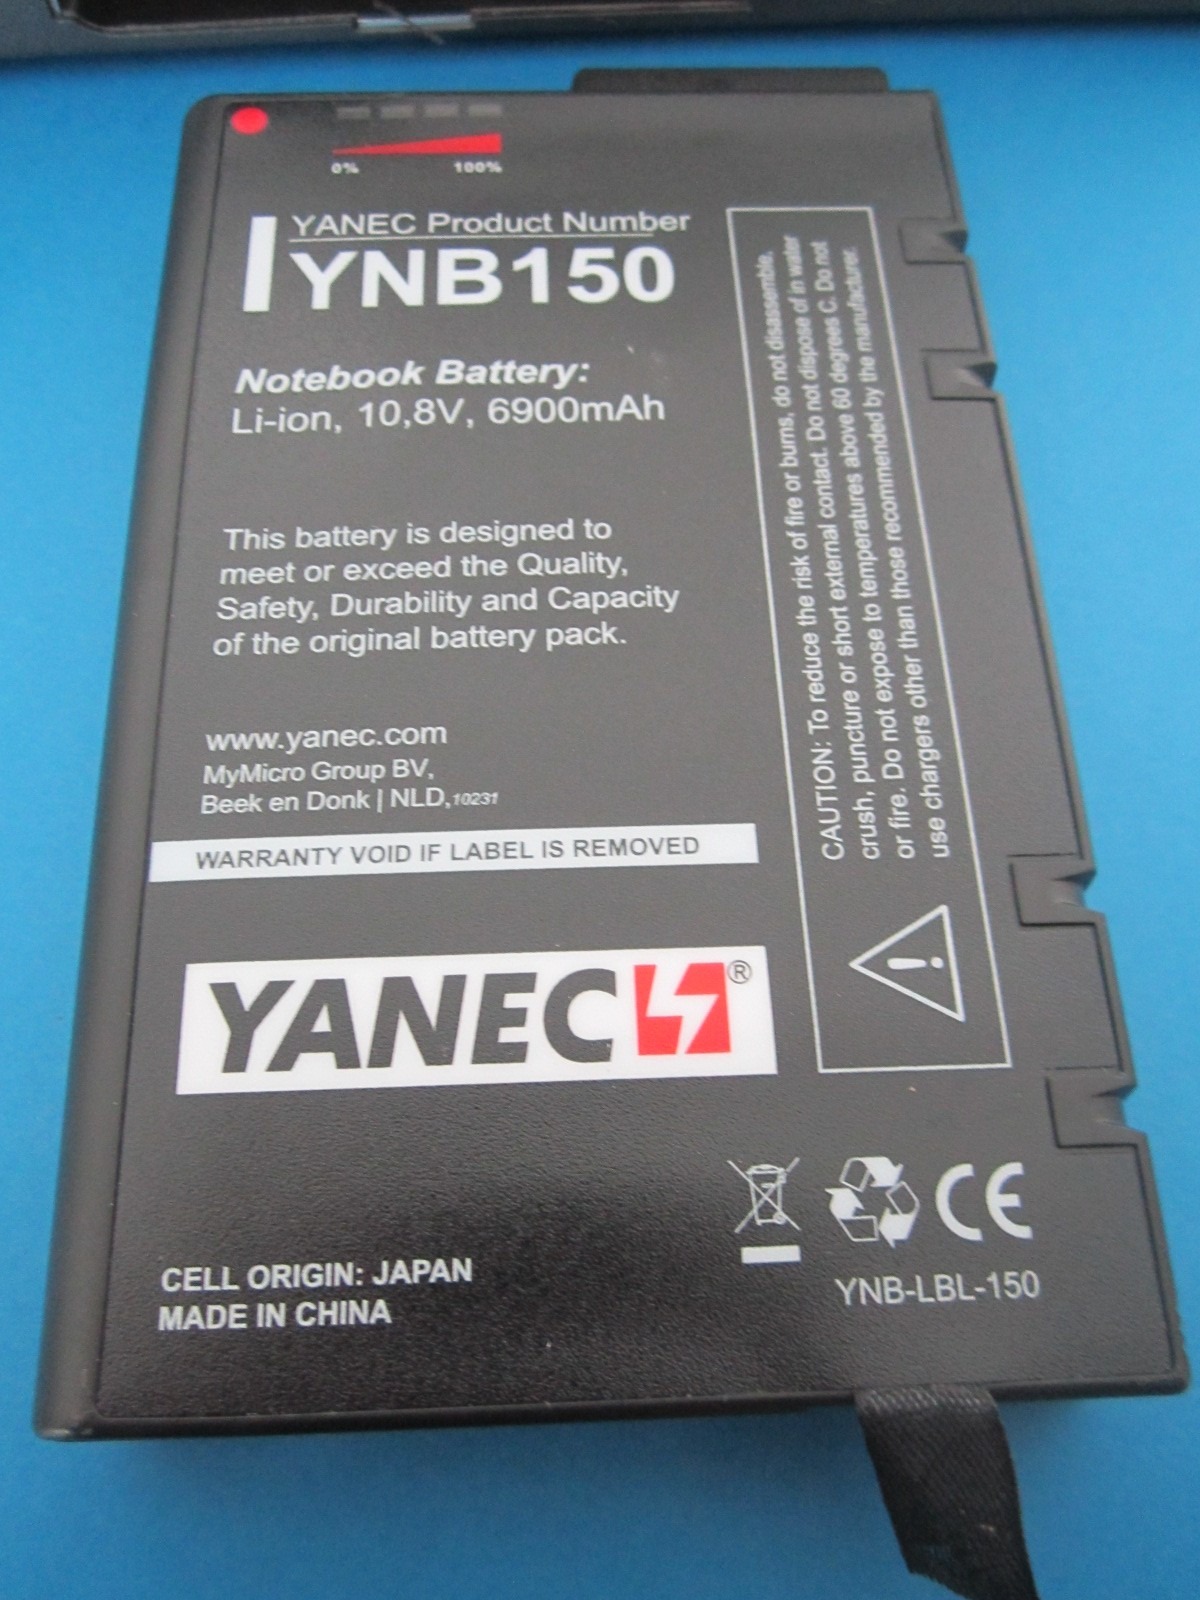 0% 100%
YANEC Product Number
YNB150
Notebook Battery:
Li-ion, 10,8V, 6900mAh
This battery is designed to
meet or exceed the Quality,
Safety, Durability and Capacity
of the original battery pack.
www.yanec.com
MyMicro Group BV,
Beek en Donk | NLD,10231
WARRANTY VOID IF LABEL IS REMOVED
YANEC®
CELL ORIGIN: JAPAN
MADE IN CHINA
CAUTION: To reduce the risk of fire or burns, do not disassemble,
crush, puncture or short external contact. Do not dispose of in water
or fire. Do not expose to temperatures above 60 degrees C. Do not
use chargers other than those recommended by the manufacturer.
!
CE
YNB-LBL-150